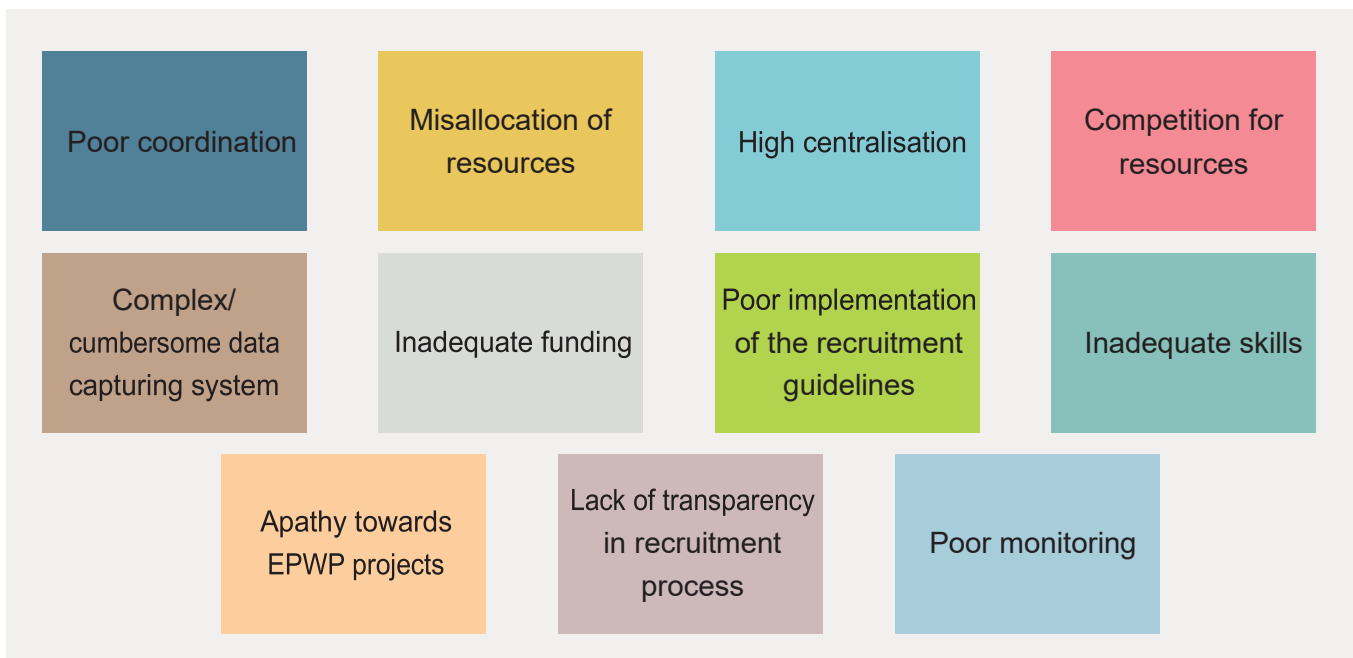 Poor coordination
Misallocation of
resources
High centralisation
Competition for
resources
Complex/
cumbersome data
capturing system
Inadequate funding
Poor implementation
of the recruitment
guidelines
Inadequate skills
Apathy towards
EPWP projects
Lack of transparency
in recruitment
process
Poor monitoring